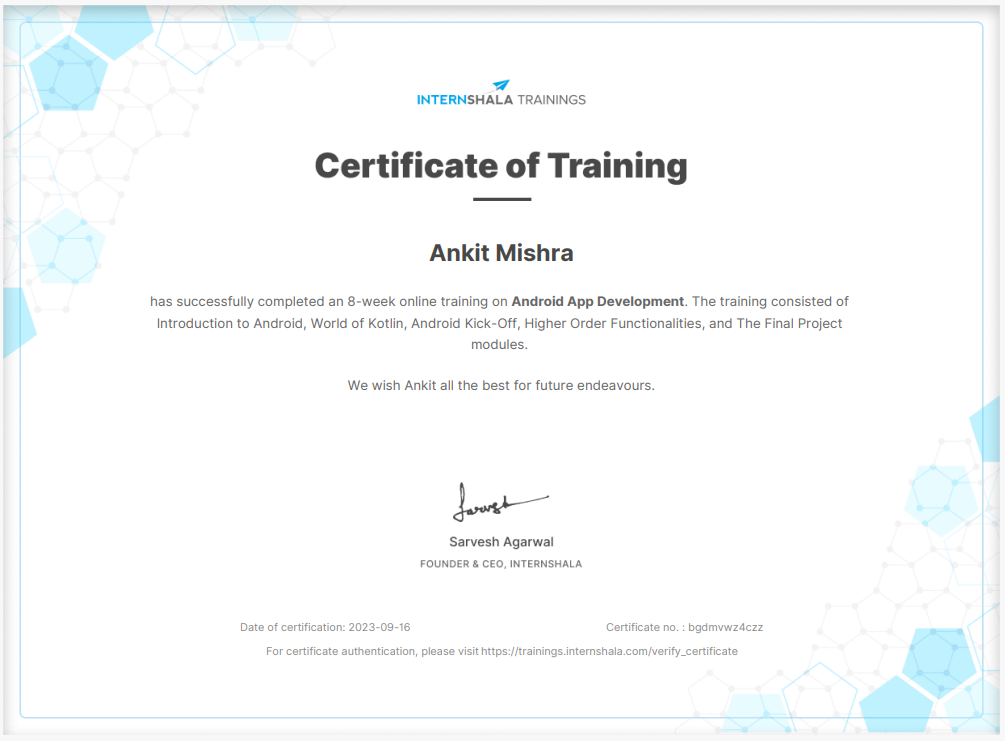 INTERNSHALA TRAININGS
Certificate of Training
Ankit Mishra
has successfully completed an 8-week online training on Android App Development. The training consisted of
Introduction to Android, World of Kotlin, Android Kick-Off, Higher Order Functionalities, and The Final Project
modules.
We wish Ankit all the best for future endeavours.
Sarvesh
Sarvesh Agarwal
FOUNDER & CEO, INTERNSHALA
Date of certification: 2023-09-16 Certificate no. : bgdmvwz4czz
For certificate authentication, please visit https://trainings.internshala.com/verify_certificate